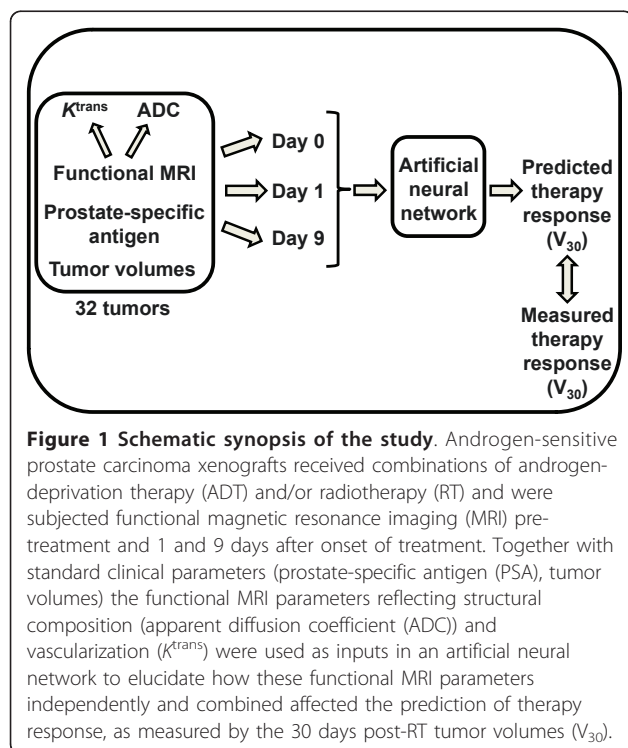 Kᵗʳᵃⁿˢ ADC
Functional MRI
Prostate-specific
antigen
Tumor volumes
32 tumors
Day 0
Day 1
Day 9
Artificial
neural
network
Predicted
therapy
response
(V₃₀)
Measured
therapy
response
(V₃₀)
Figure 1 Schematic synopsis of the study. Androgen-sensitive
prostate carcinoma xenografts received combinations of androgen-
deprivation therapy (ADT) and/or radiotherapy (RT) and were
subjected functional magnetic resonance imaging (MRI) pre-
treatment and 1 and 9 days after onset of treatment. Together with
standard clinical parameters (prostate-specific antigen (PSA), tumor
volumes) the functional MRI parameters reflecting structural
composition (apparent diffusion coefficient (ADC)) and
vascularization (Kᵗʳᵃⁿˢ) were used as inputs in an artificial neural
network to elucidate how these functional MRI parameters
independently and combined affected the prediction of therapy
response, as measured by the 30 days post-RT tumor volumes (V₃₀).